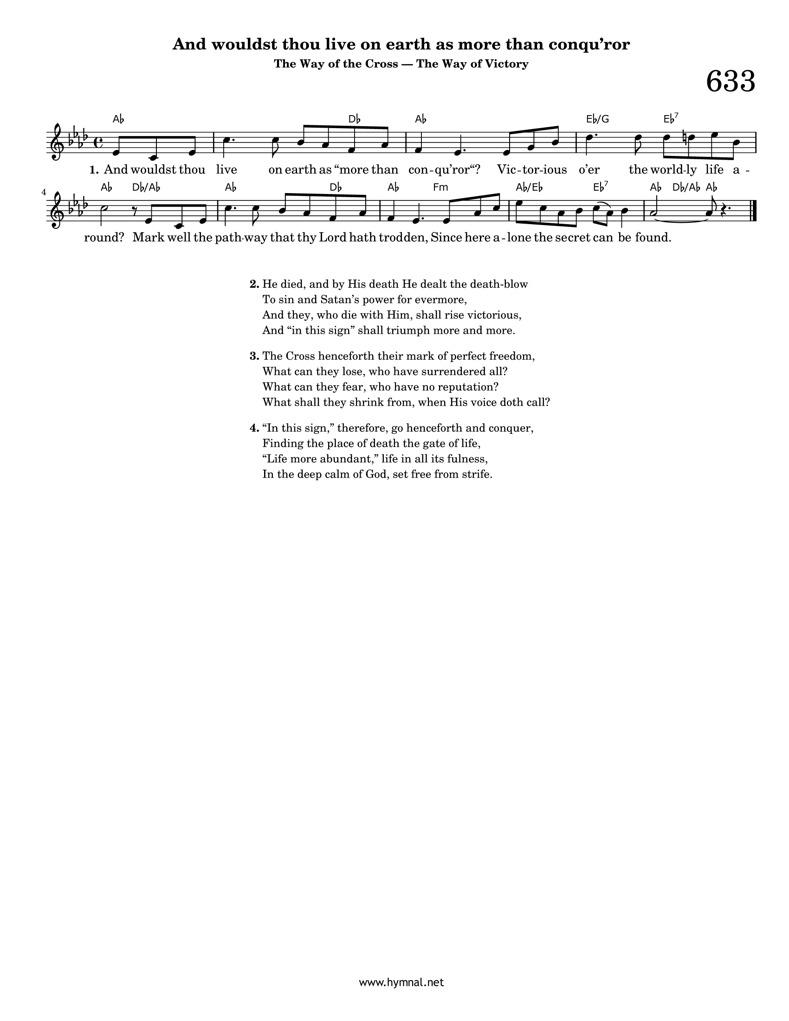 And wouldst thou live on earth as more than conqu’ror
The Way of the Cross — The Way of Victory
633
A♭ D♭ A♭ E♭/G E♭7
1. And wouldst thou live on earth as “more than con-qu’ror“? Vic-tor-ious o’er the world-ly life a-
4
A♭ D♭/A♭ A♭ D♭ A♭ Fm A♭/E♭ E♭7 A♭ D♭/A♭ A♭
round? Mark well the path-way that thy Lord hath trodden, Since here a-lone the secret can be found.
2. He died, and by His death He dealt the death-blow
To sin and Satan’s power for evermore,
And they, who die with Him, shall rise victorious,
And “in this sign” shall triumph more and more.
3. The Cross henceforth their mark of perfect freedom,
What can they lose, who have surrendered all?
What can they fear, who have no reputation?
What shall they shrink from, when His voice doth call?
4. “In this sign,” therefore, go henceforth and conquer,
Finding the place of death the gate of life,
“Life more abundant,” life in all its fulness,
In the deep calm of God, set free from strife.
www.hymnal.net